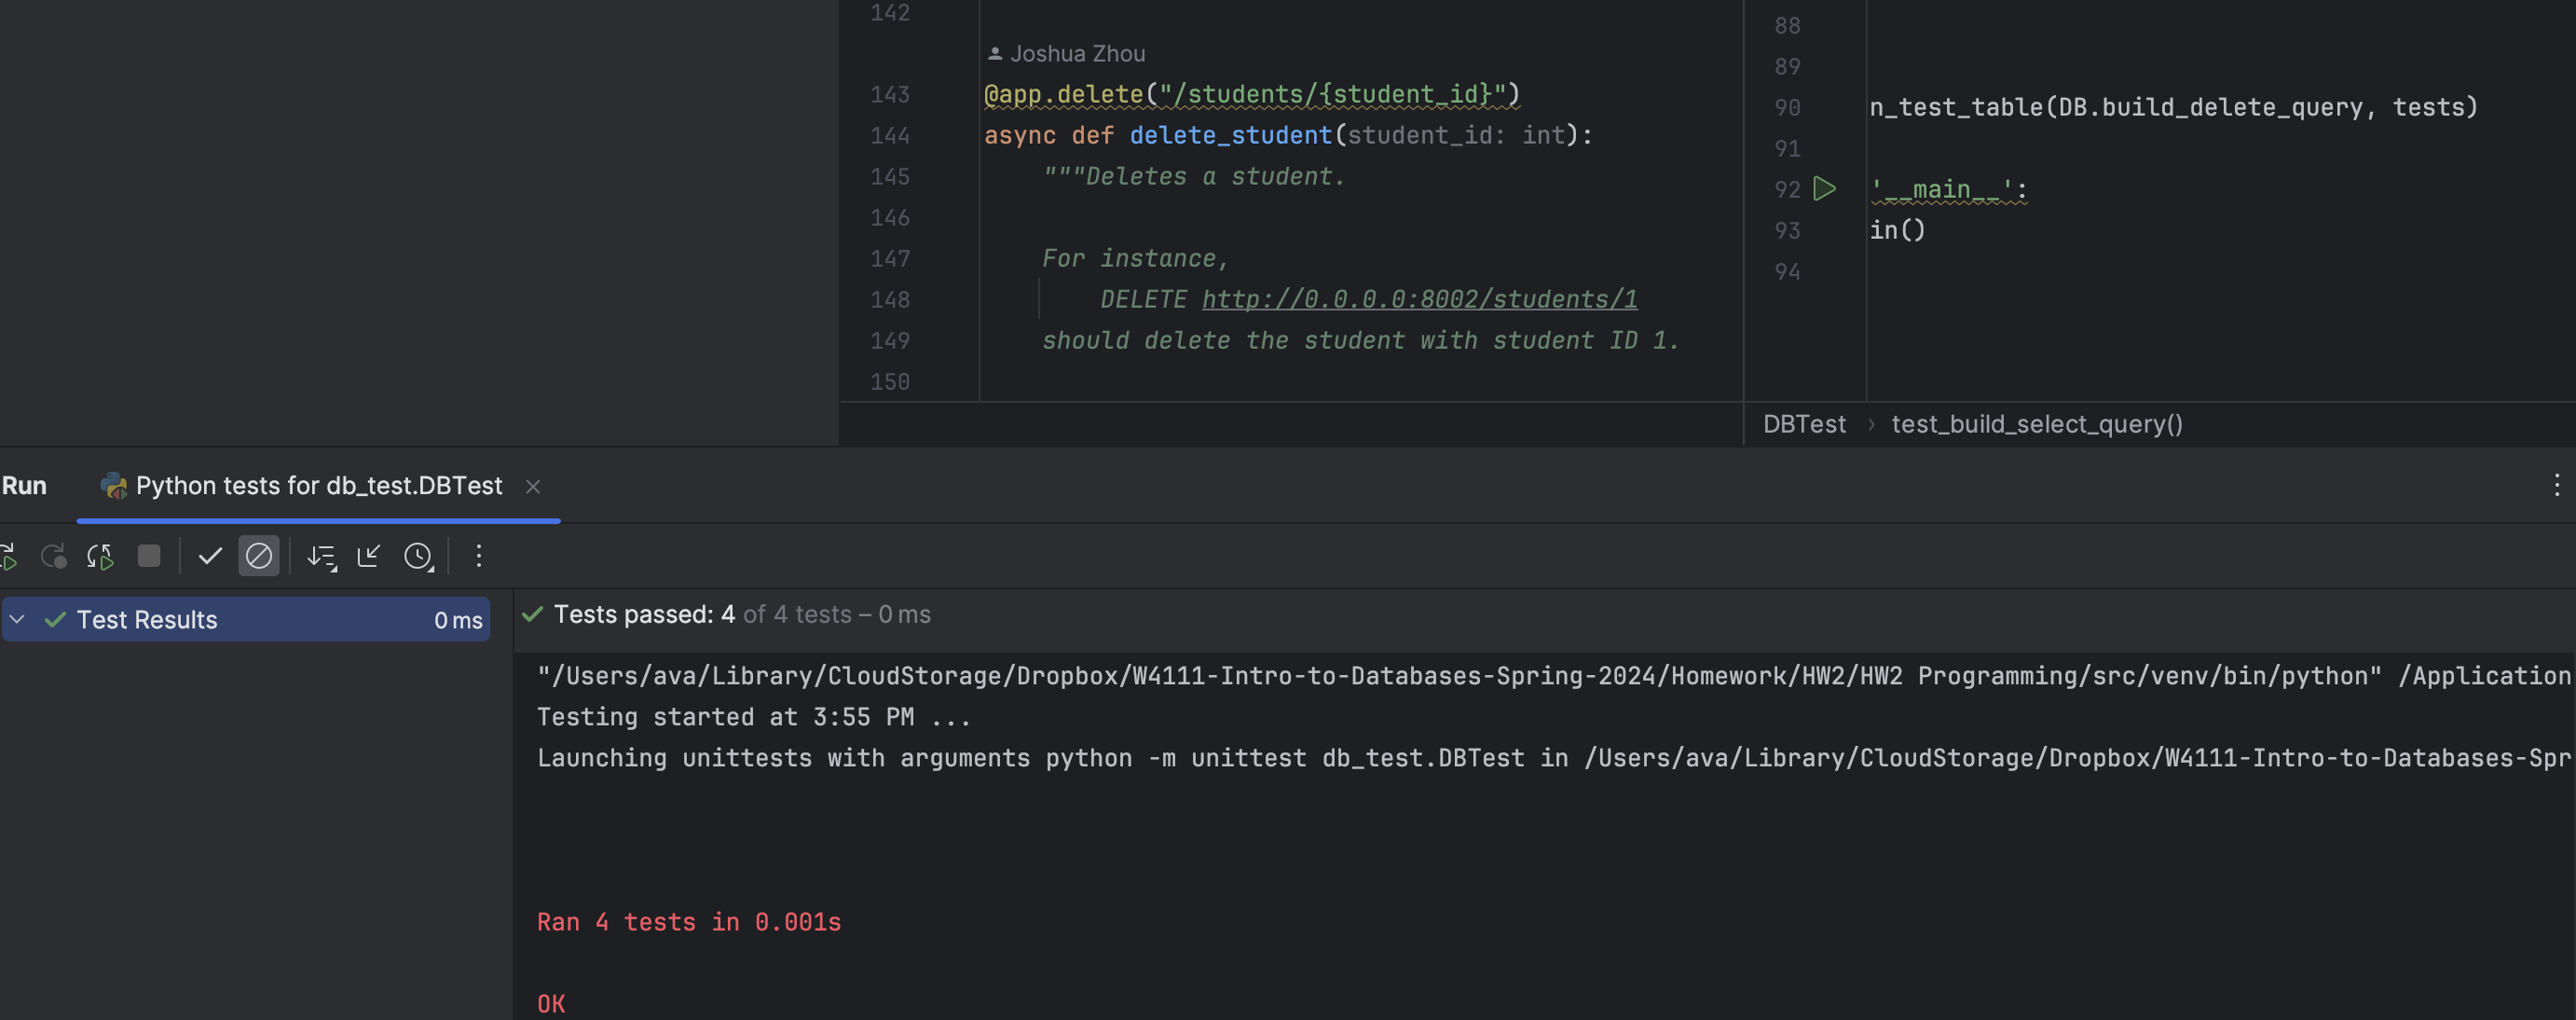 142
Joshua Zhou
143 @app.delete("/students/{student_id}")
144 async def delete_student(student_id: int):
145 """Deletes a student.
146
147 For instance,
148 DELETE http://0.0.0.0:8002/students/1
149 should delete the student with student ID 1.
150
88
89
90 n_test_table(DB.build_delete_query, tests)
91
92 '__main__':
93 in()
94
DBTest › test_build_select_query()
Run Python tests for db_test.DBTest
Test Results 0 ms
Tests passed: 4 of 4 tests – 0 ms
"/Users/ava/Library/CloudStorage/Dropbox/W4111-Intro-to-Databases-Spring-2024/Homework/HW2/HW2 Programming/src/venv/bin/python" /Application
Testing started at 3:55 PM ...
Launching unittests with arguments python -m unittest db_test.DBTest in /Users/ava/Library/CloudStorage/Dropbox/W4111-Intro-to-Databases-Spr
Ran 4 tests in 0.001s
OK